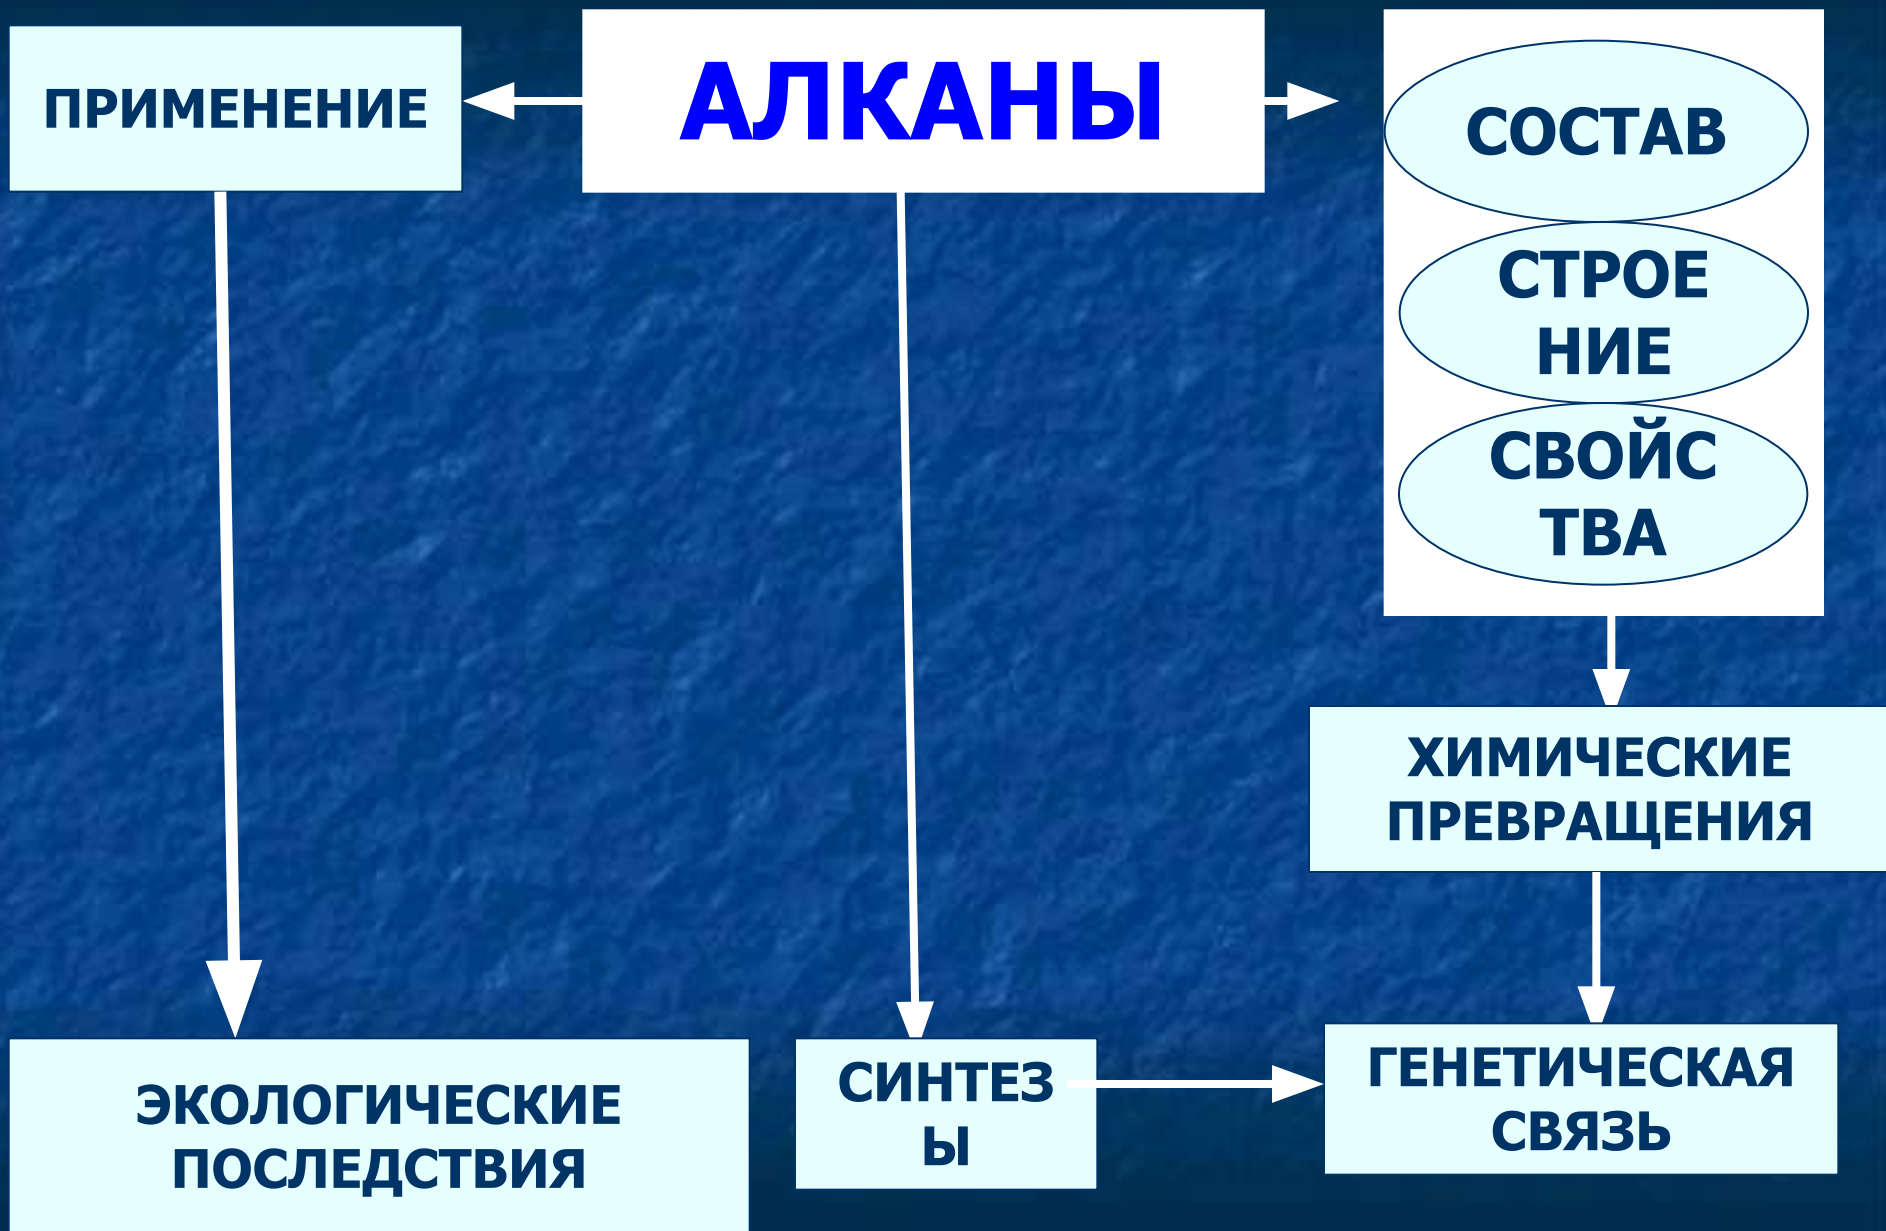 ПРИМЕНЕНИЕ
АЛКАНЫ
СОСТАВ
СТРОЕ
НИЕ
СВОЙС
ТВА
ХИМИЧЕСКИЕ
ПРЕВРАЩЕНИЯ
ЭКОЛОГИЧЕСКИЕ
ПОСЛЕДСТВИЯ
СИНТЕЗ
Ы
ГЕНЕТИЧЕСКАЯ
СВЯЗЬ